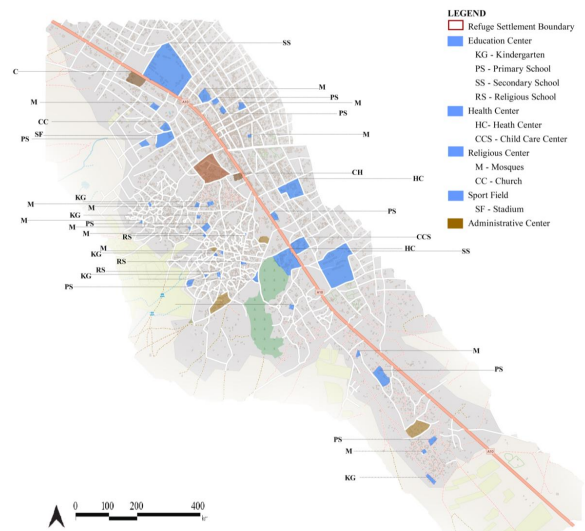 LEGEND
Refuge Settlement Boundary
Education Center
KG - Kindergarten
PS - Primary School
SS - Secondary School
RS - Religious School
Health Center
HC- Heath Center
CCS - Child Care Center
Religious Center
M - Mosques
CC - Church
Sport Field
SF - Stadium
Administrative Center
SS
C
M
PS
M
M
PS
CC
SF
M
PS
CH
HC
KG
M
M
PS
KG
M
PS
M
RS
CCS
M
HC
KG
SS
RS
RS
KG
PS
M
PS
PS
M
KG
0 100 200 400